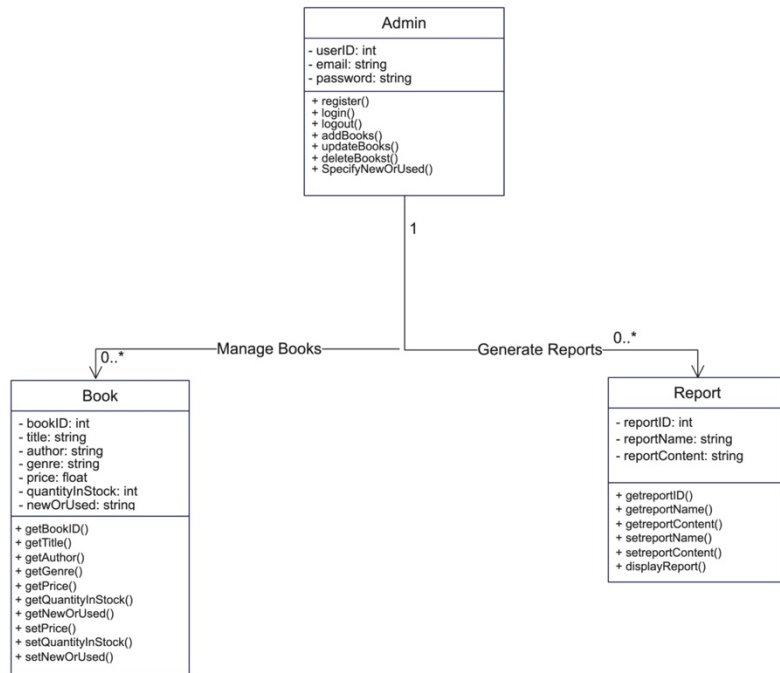 Admin
- userID: int
- email: string
- password: string
+ register()
+ login()
+ logout()
+ addBooks()
+ updateBooks()
+ deleteBookst()
+ SpecifyNewOrUsed()
1
0..*
Manage Books
Generate Reports
0..*
Book
- bookID: int
- title: string
- author: string
- genre: string
- price: float
- quantityInStock: int
- newOrUsed: string
+ getBookID()
+ getTitle()
+ getAuthor()
+ getGenre()
+ getPrice()
+ getQuantityInStock()
+ getNewOrUsed()
+ setPrice()
+ setQuantityInStock()
+ setNewOrUsed()
Report
- reportID: int
- reportName: string
- reportContent: string
+ getreportID()
+ getreportName()
+ getreportContent()
+ setreportName()
+ setreportContent()
+ displayReport()